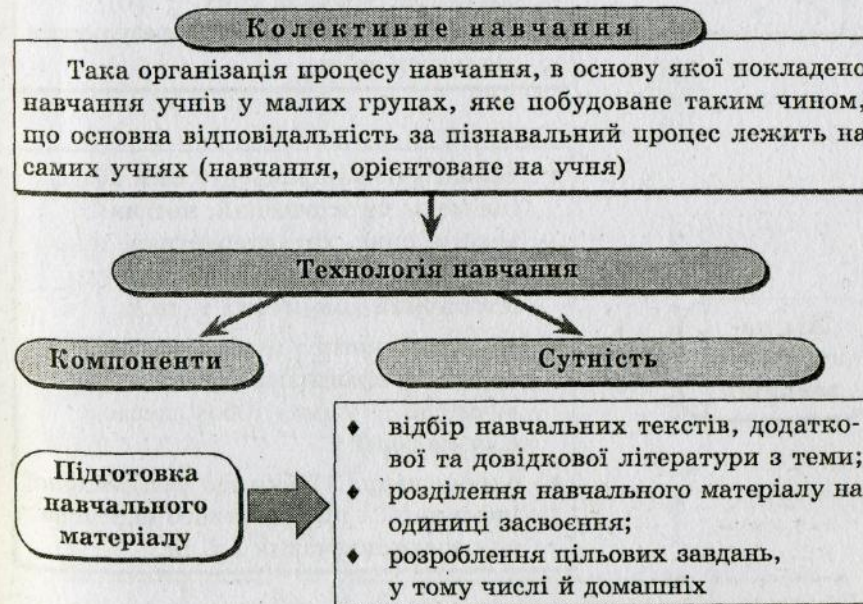 Колективне навчання
Така організація процесу навчання, в основу якої покладено
навчання учнів у малих групах, яке побудоване таким чином,
що основна відповідальність за пізнавальний процес лежить на
самих учнях (навчання, орієнтоване на учня)
Технологія навчання
Компоненти
Сутність
Підготовка
навчального
матеріалу
♦ відбір навчальних текстів, додатко-
вої та довідкової літератури з теми;
♦ розділення навчального матеріалу на
одиниці засвоєння;
♦ розроблення цільових завдань,
у тому числі й домашніх